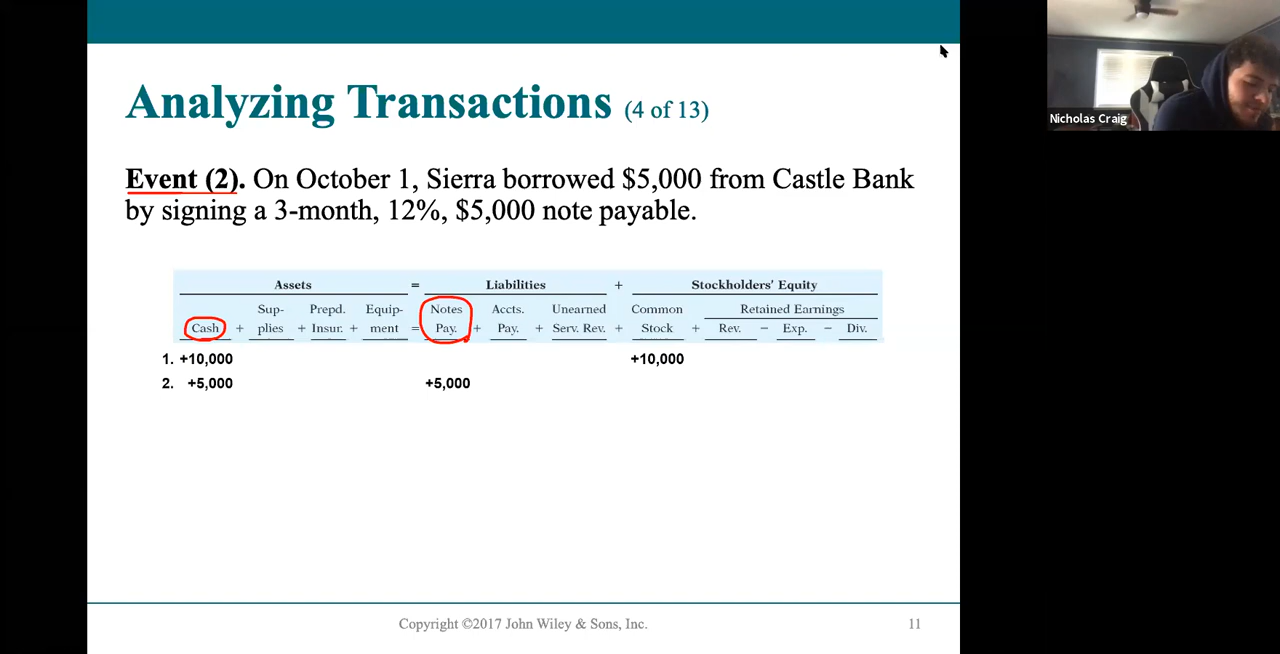 Analyzing Transactions (4 of 13)
Nicholas Craig
Event (2). On October 1, Sierra borrowed $5,000 from Castle Bank
by signing a 3-month, 12%, $5,000 note payable.
Assets = Liabilities + Stockholders' Equity
Sup- Prepd. Equip- Notes Accts. Unearned Common Retained Earnings
Cash + plies + Insur. + ment = Pay. + Pay. + Serv. Rev. + Stock + Rev. − Exp. − Div.
1. +10,000 +10,000
2. +5,000 +5,000
Copyright ©2017 John Wiley & Sons, Inc. 11